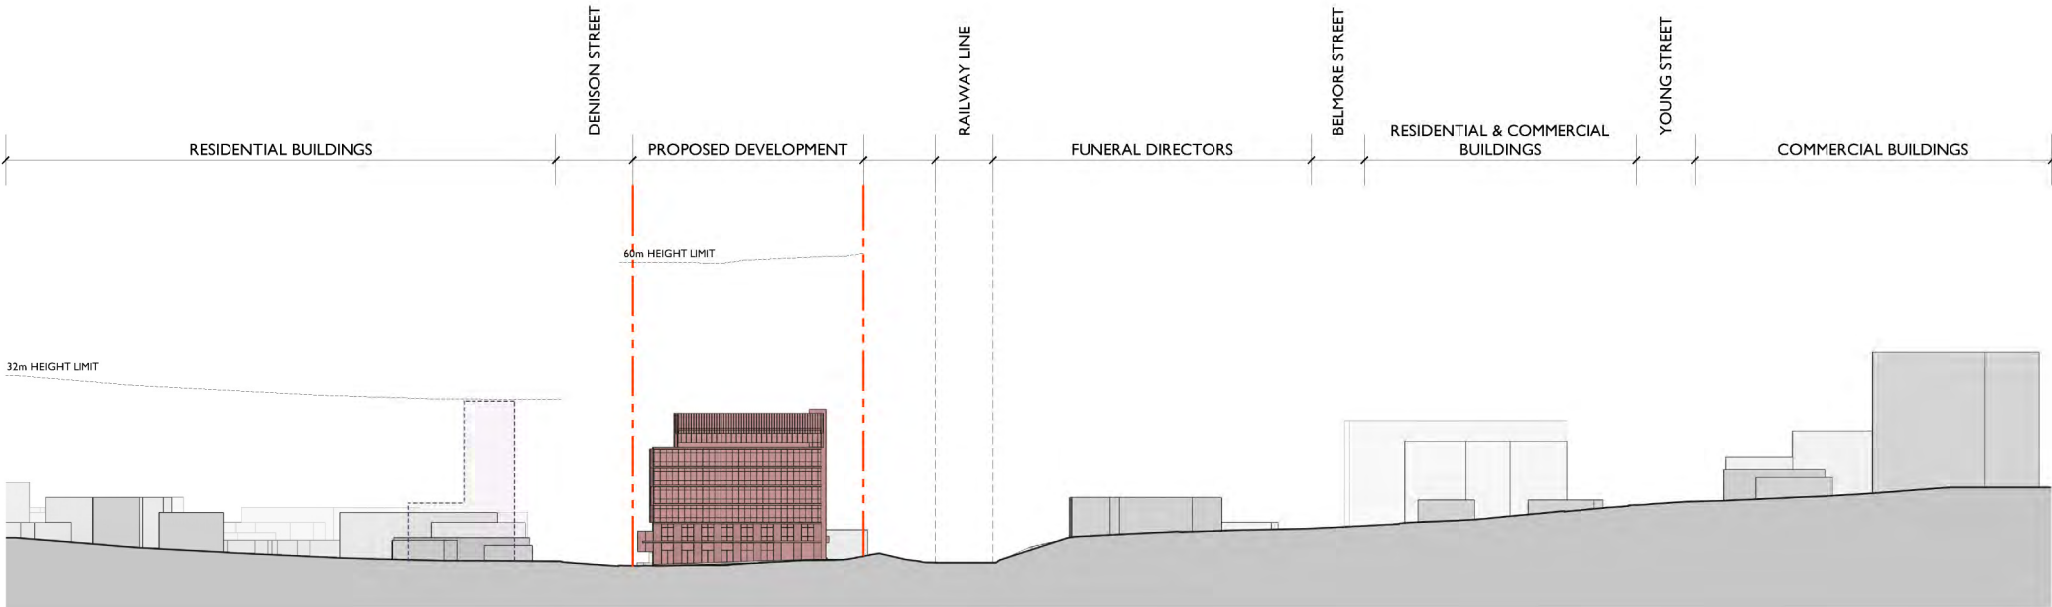 DENISON STREET
RAILWAY LINE
BELMORE STREET
YOUNG STREET
RESIDENTIAL BUILDINGS
PROPOSED DEVELOPMENT
FUNERAL DIRECTORS
RESIDENTIAL & COMMERCIAL
BUILDINGS
COMMERCIAL BUILDINGS
60m HEIGHT LIMIT
32m HEIGHT LIMIT